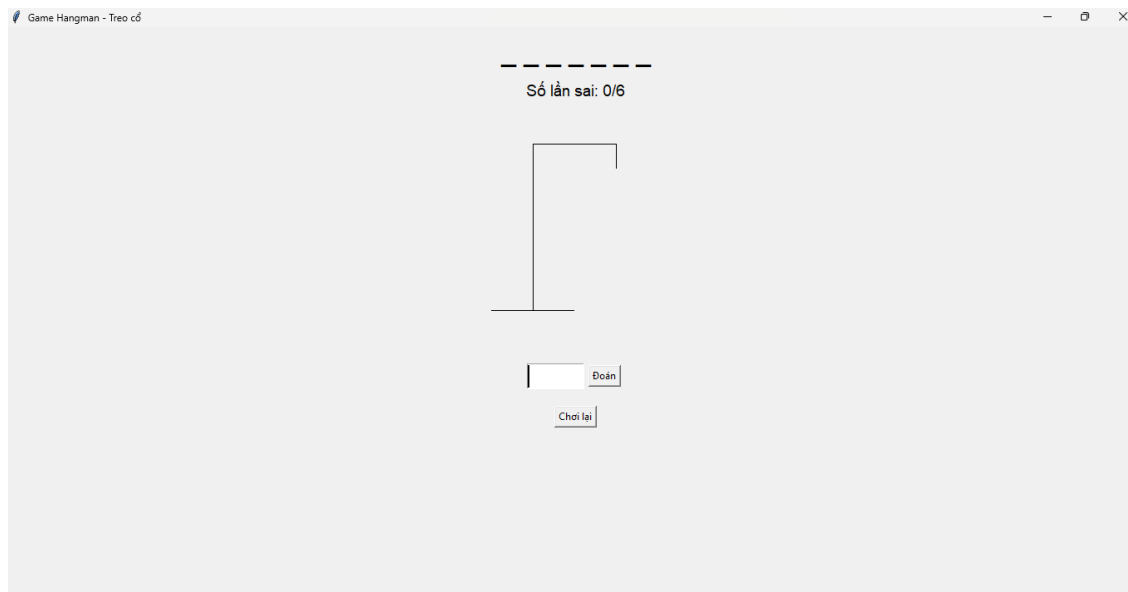 Game Hangman - Treo cổ
_ _ _ _ _ _ _
Số lần sai: 0/6
Đoán
Chơi lại